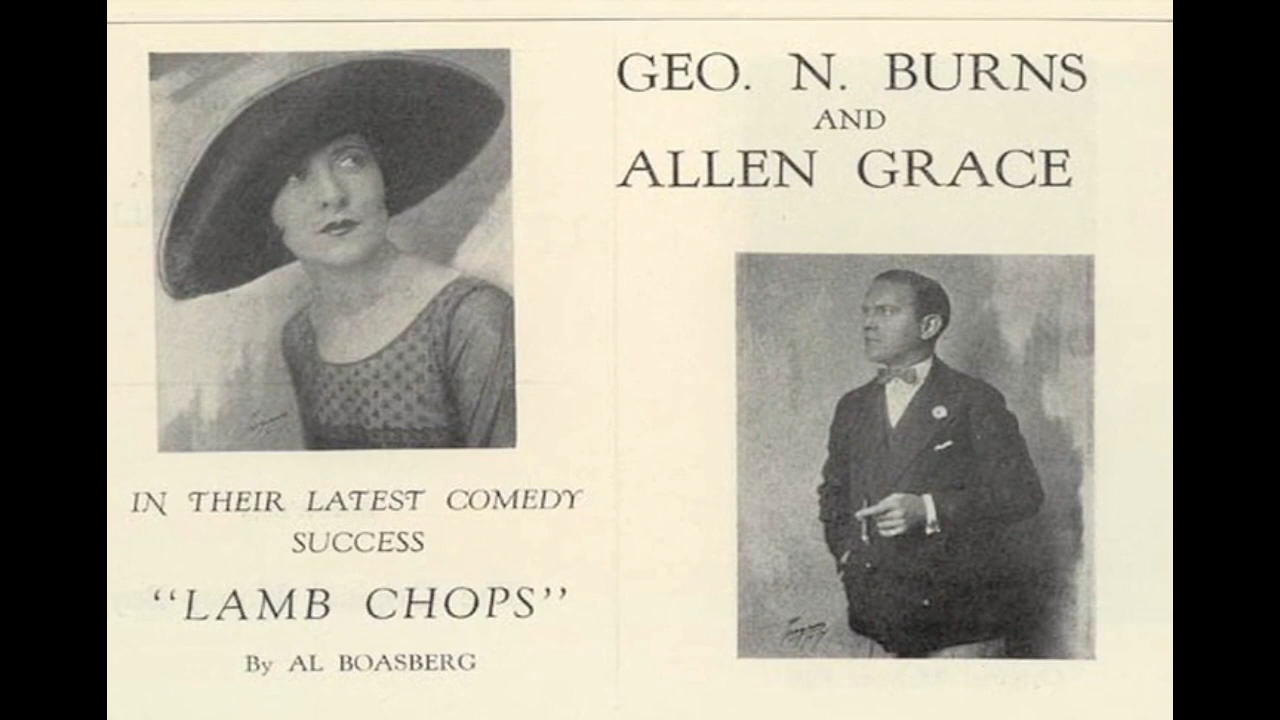 GEO. N. BURNS
AND
ALLEN GRACE
IN THEIR LATEST COMEDY
SUCCESS
"LAMB CHOPS"
By AL BOASBERG